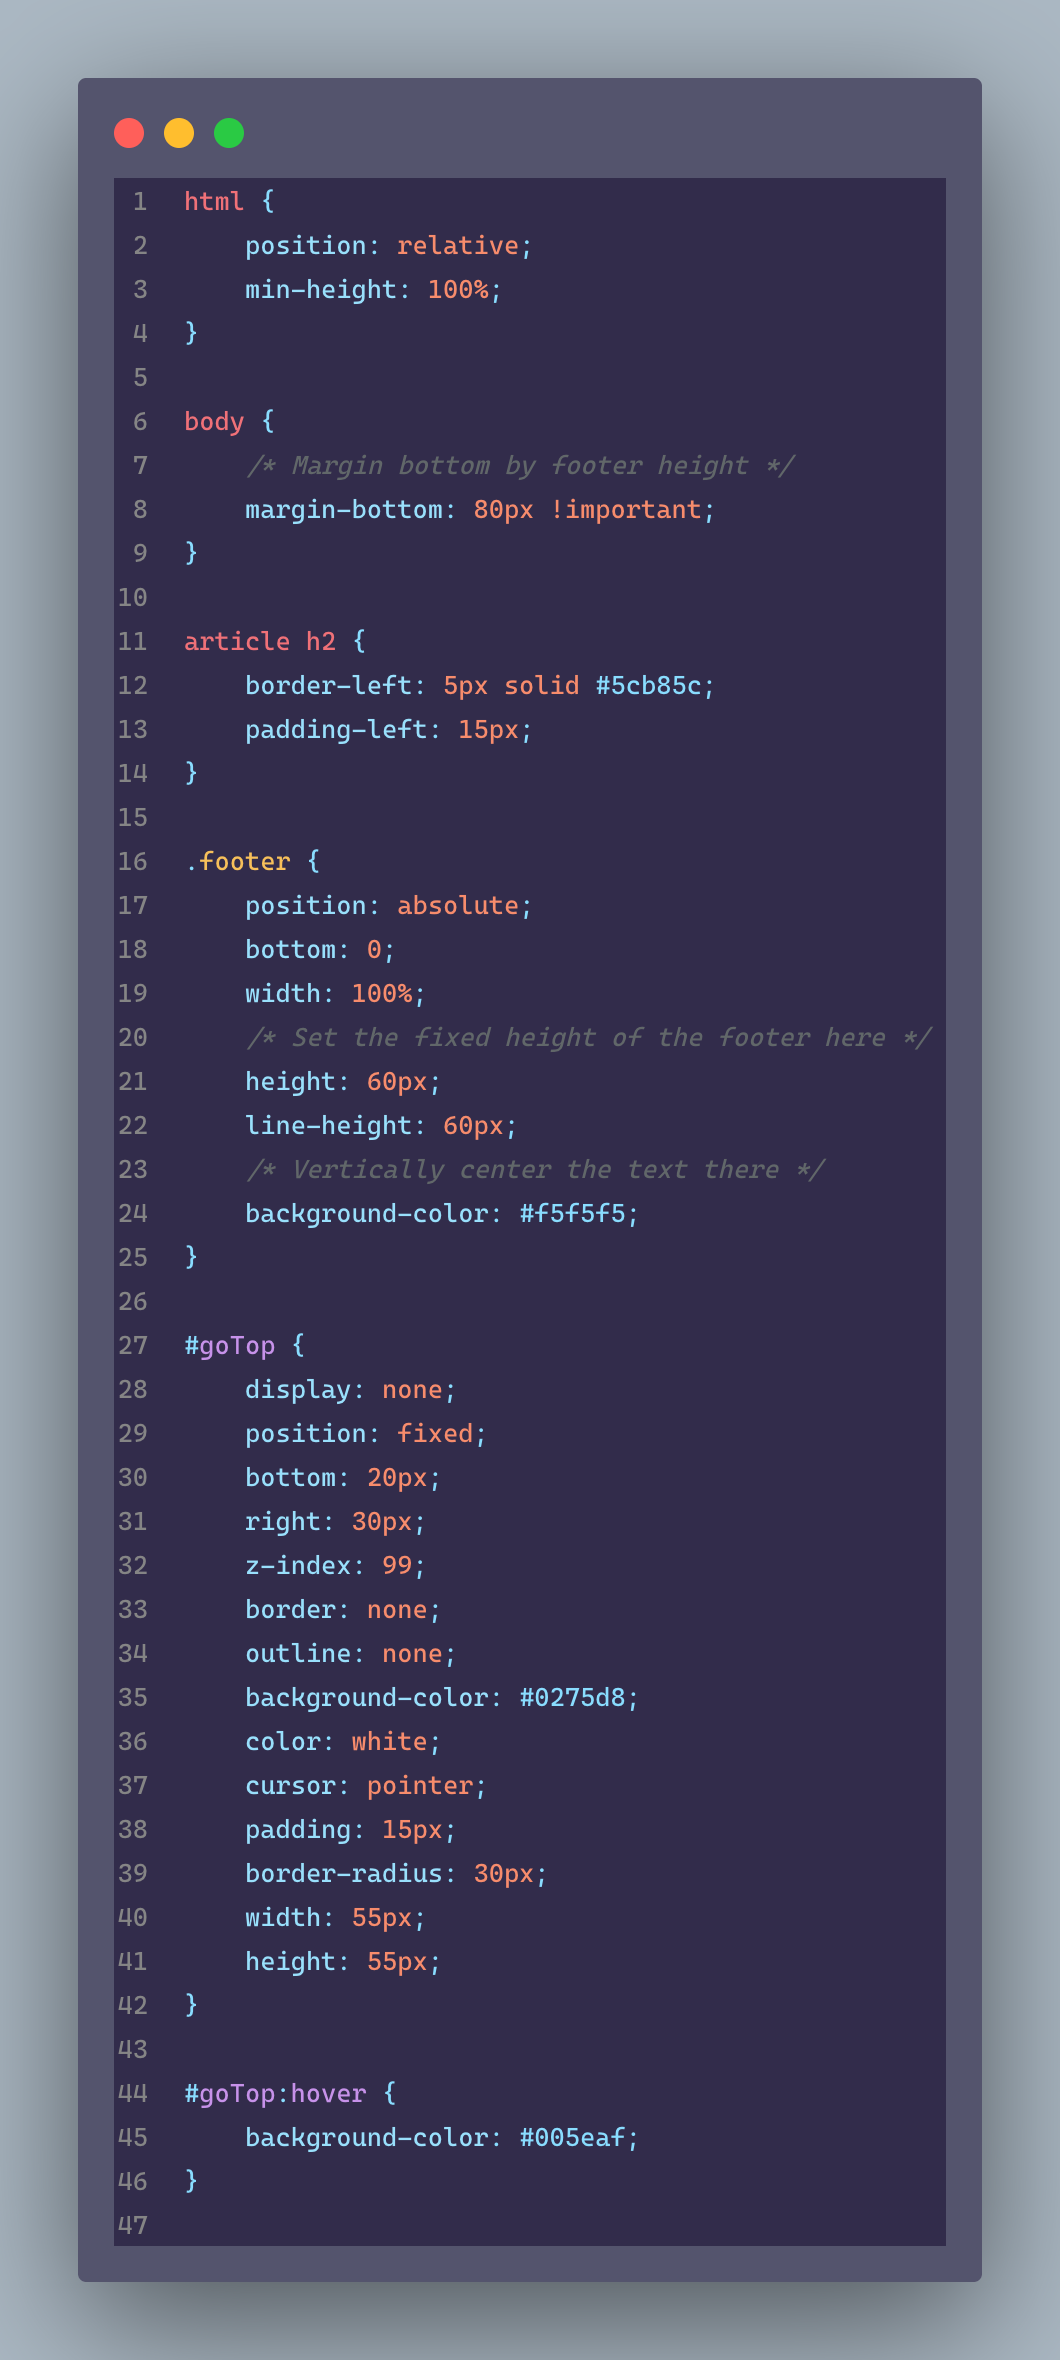 1 html {
2     position: relative;
3     min-height: 100%;
4 }
5
6 body {
7     /* Margin bottom by footer height */
8     margin-bottom: 80px !important;
9 }
10
11 article h2 {
12     border-left: 5px solid #5cb85c;
13     padding-left: 15px;
14 }
15
16 .footer {
17     position: absolute;
18     bottom: 0;
19     width: 100%;
20     /* Set the fixed height of the footer here */
21     height: 60px;
22     line-height: 60px;
23     /* Vertically center the text there */
24     background-color: #f5f5f5;
25 }
26
27 #goTop {
28     display: none;
29     position: fixed;
30     bottom: 20px;
31     right: 30px;
32     z-index: 99;
33     border: none;
34     outline: none;
35     background-color: #0275d8;
36     color: white;
37     cursor: pointer;
38     padding: 15px;
39     border-radius: 30px;
40     width: 55px;
41     height: 55px;
42 }
43
44 #goTop:hover {
45     background-color: #005eaf;
46 }
47